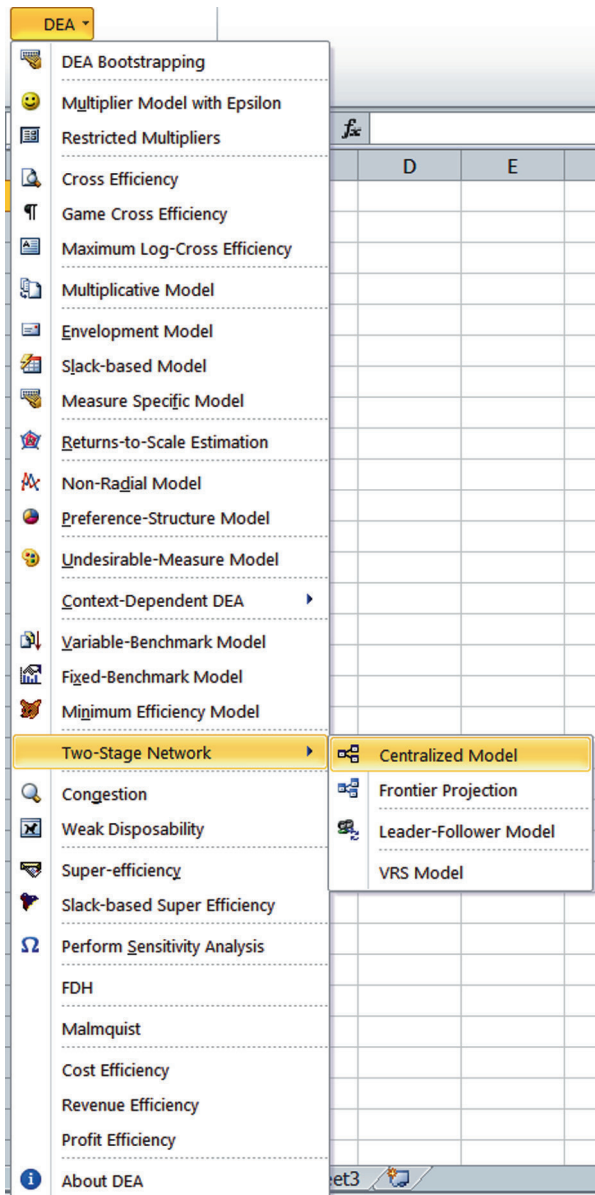 DEA
DEA Bootstrapping
Multiplier Model with Epsilon
Restricted Multipliers
fx
D E
Cross Efficiency
Game Cross Efficiency
Maximum Log-Cross Efficiency
Multiplicative Model
Envelopment Model
Slack-based Model
Measure Specific Model
Returns-to-Scale Estimation
Non-Radial Model
Preference-Structure Model
Undesirable-Measure Model
Context-Dependent DEA
Variable-Benchmark Model
Fixed-Benchmark Model
Minimum Efficiency Model
Two-Stage Network
Centralized Model
Frontier Projection
Leader-Follower Model
VRS Model
Congestion
Weak Disposability
Super-efficiency
Slack-based Super Efficiency
Perform Sensitivity Analysis
FDH
Malmquist
Cost Efficiency
Revenue Efficiency
Profit Efficiency
About DEA
eet3